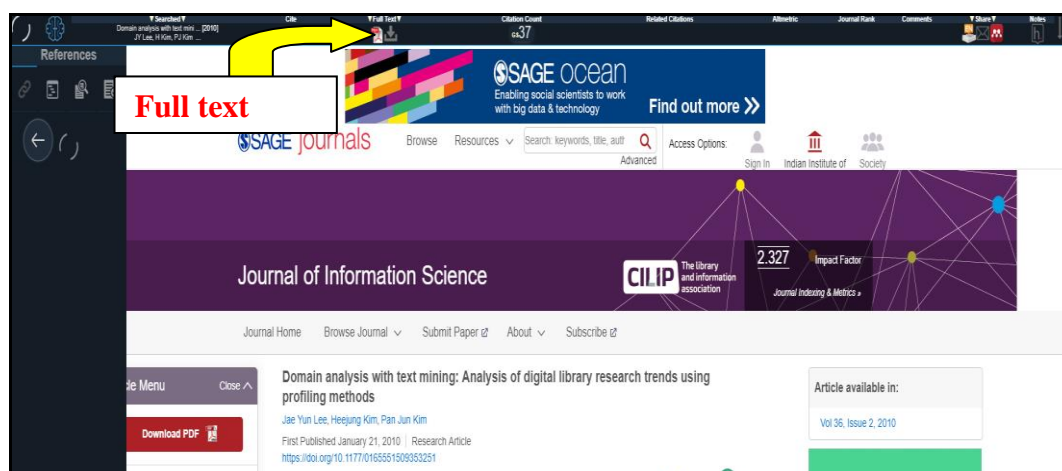 ▼Searched▼ Cite ▼Full Text▼ Citation Count Related Citations Altmetric Journal Rank Comments ▼Share▼ Notes
Domain analysis with text mini ... [2010]
JY Lee, H Kim, PJ Kim ...
GS37
References
Full text
SAGE ocean
Enabling social scientists to work
with big data & technology
Find out more
SAGE journals
Browse Resources Search: keywords, title, auth Access Options:
Advanced
Sign In Indian Institute of Society
Journal of Information Science
CILIP The library
and information
association
2.327 Impact Factor
Journal Indexing & Metrics »
Journal Home Browse Journal Submit Paper About Subscribe
cle Menu Close
Download PDF
Domain analysis with text mining: Analysis of digital library research trends using
profiling methods
Jae Yun Lee, Heejung Kim, Pan Jun Kim
First Published January 21, 2010 Research Article
https://doi.org/10.1177/0165551509353251
Article available in:
Vol 36, Issue 2, 2010